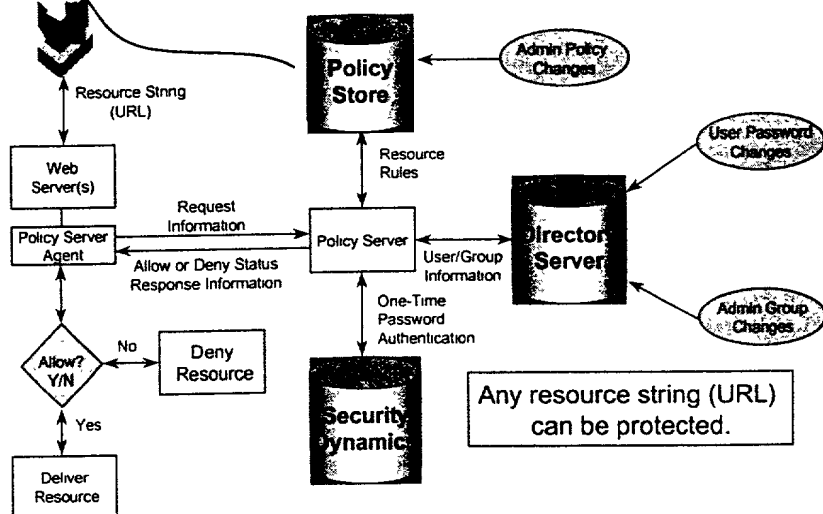 Policy
Store
Admin Policy
Changes
Resource String
(URL)
User Password
Changes
Web
Server(s)
Resource
Rules
Request
Information
Policy Server
Agent
Policy Server
Director
Server
Allow or Deny Status
Response Information
User/Group
Information
One-Time
Password
Authentication
Admin Group
Changes
Allow?
Y/N
No
Deny
Resource
Security
Dynamic
Any resource string (URL)
can be protected.
Yes
Deliver
Resource